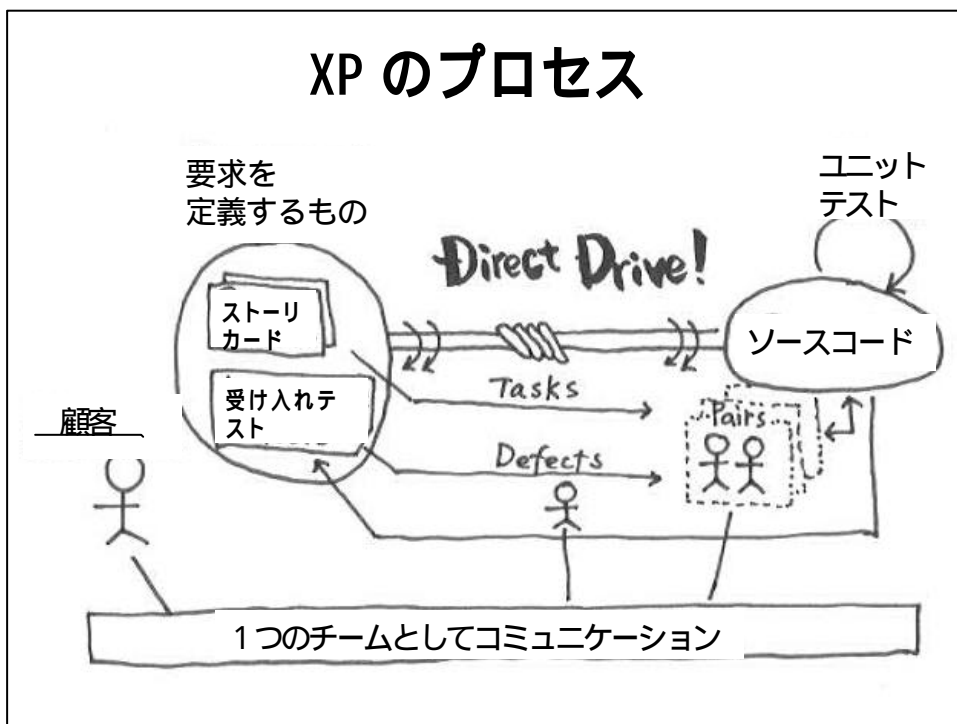 XP のプロセス
要求を
定義するもの
ユニット
テスト
Direct Drive!
ストーリ
カード
ソースコード
Tasks
受け入れテ
スト
Pairs
顧客
Defects
1つのチームとしてコミュニケーション